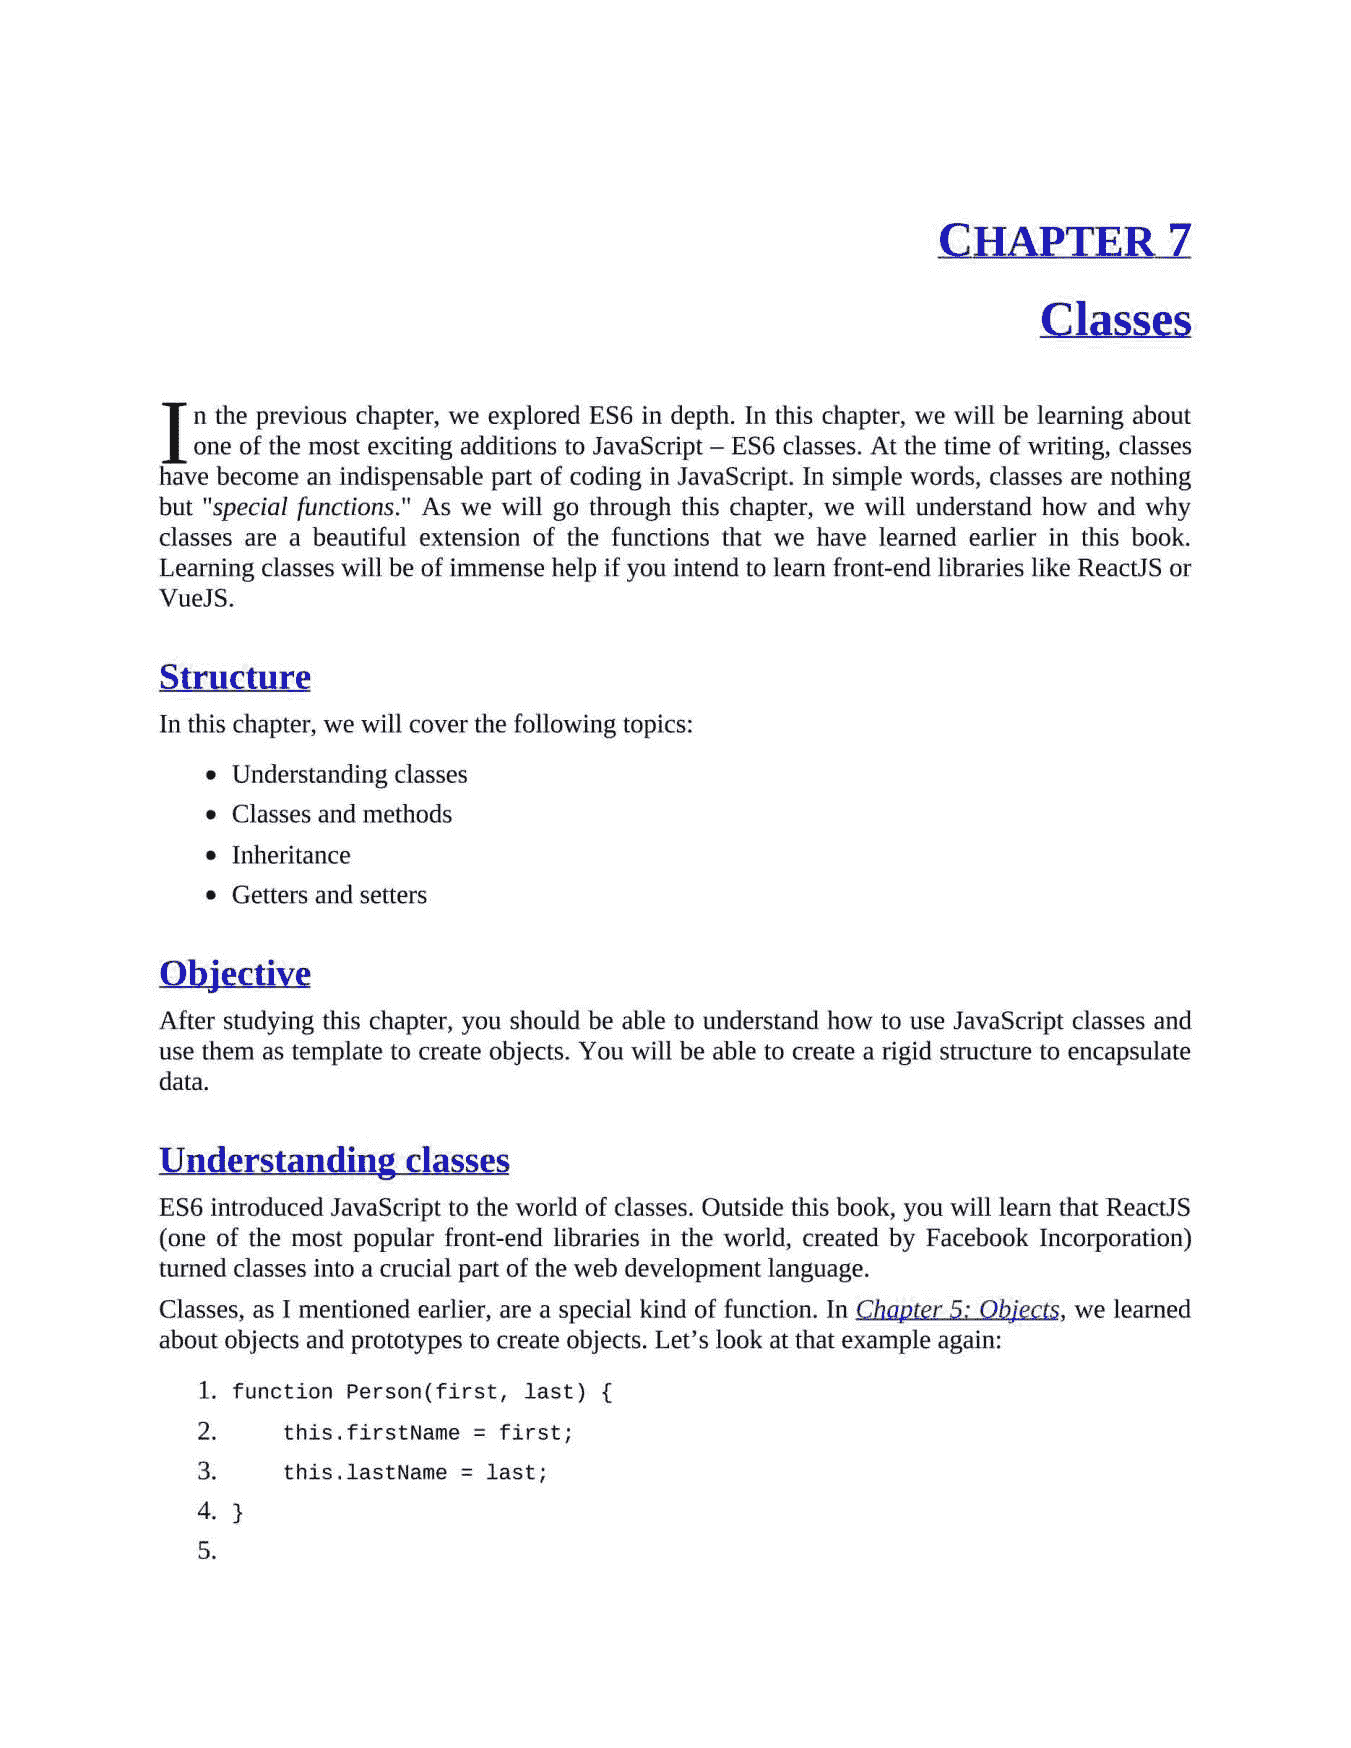 CHAPTER 7
Classes
In the previous chapter, we explored ES6 in depth. In this chapter, we will be learning about
one of the most exciting additions to JavaScript – ES6 classes. At the time of writing, classes
have become an indispensable part of coding in JavaScript. In simple words, classes are nothing
but "special functions." As we will go through this chapter, we will understand how and why
classes are a beautiful extension of the functions that we have learned earlier in this book.
Learning classes will be of immense help if you intend to learn front-end libraries like ReactJS or
VueJS.
Structure
In this chapter, we will cover the following topics:
• Understanding classes
• Classes and methods
• Inheritance
• Getters and setters
Objective
After studying this chapter, you should be able to understand how to use JavaScript classes and
use them as template to create objects. You will be able to create a rigid structure to encapsulate
data.
Understanding classes
ES6 introduced JavaScript to the world of classes. Outside this book, you will learn that ReactJS
(one of the most popular front-end libraries in the world, created by Facebook Incorporation)
turned classes into a crucial part of the web development language.
Classes, as I mentioned earlier, are a special kind of function. In Chapter 5: Objects, we learned
about objects and prototypes to create objects. Let’s look at that example again:
1. function Person(first, last) {
2.     this.firstName = first;
3.     this.lastName = last;
4. }
5.